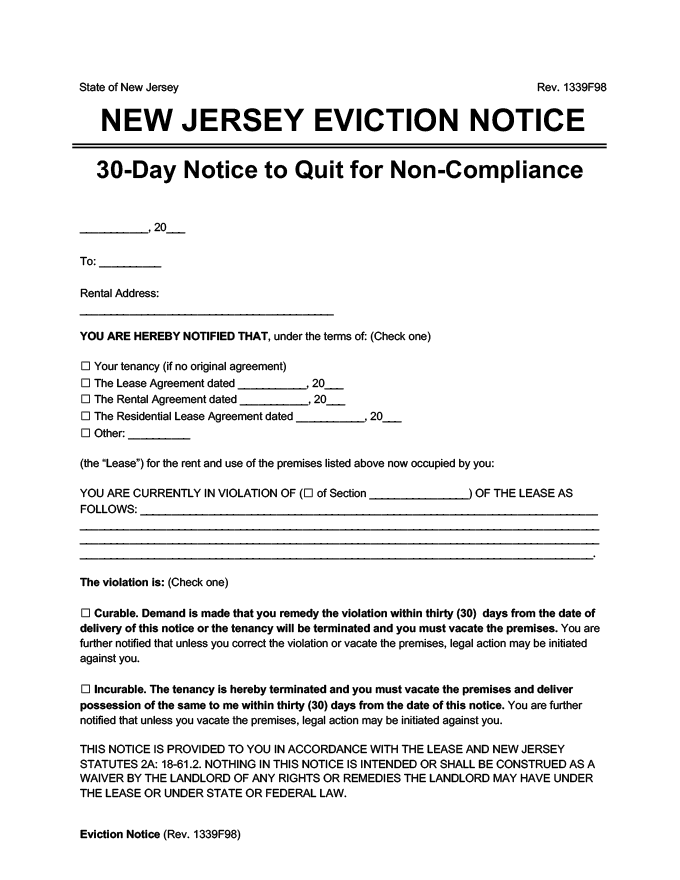 State of New Jersey Rev. 1339F98
NEW JERSEY EVICTION NOTICE
30-Day Notice to Quit for Non-Compliance
___________, 20___
To: __________
Rental Address:
_________________________________________
YOU ARE HEREBY NOTIFIED THAT, under the terms of: (Check one)
☐ Your tenancy (if no original agreement)
☐ The Lease Agreement dated ___________, 20___
☐ The Rental Agreement dated ___________, 20___
☐ The Residential Lease Agreement dated ___________, 20___
☐ Other: __________
(the “Lease”) for the rent and use of the premises listed above now occupied by you:
YOU ARE CURRENTLY IN VIOLATION OF (☐ of Section ________________) OF THE LEASE AS
FOLLOWS: __________________________________________________________________________
____________________________________________________________________________________
____________________________________________________________________________________
___________________________________________________________________________________.
The violation is: (Check one)
☐ Curable. Demand is made that you remedy the violation within thirty (30)  days from the date of
delivery of this notice or the tenancy will be terminated and you must vacate the premises. You are
further notified that unless you correct the violation or vacate the premises, legal action may be initiated
against you.
☐ Incurable. The tenancy is hereby terminated and you must vacate the premises and deliver
possession of the same to me within thirty (30) days from the date of this notice. You are further
notified that unless you vacate the premises, legal action may be initiated against you.
THIS NOTICE IS PROVIDED TO YOU IN ACCORDANCE WITH THE LEASE AND NEW JERSEY
STATUTES 2A: 18-61.2. NOTHING IN THIS NOTICE IS INTENDED OR SHALL BE CONSTRUED AS A
WAIVER BY THE LANDLORD OF ANY RIGHTS OR REMEDIES THE LANDLORD MAY HAVE UNDER
THE LEASE OR UNDER STATE OR FEDERAL LAW.
Eviction Notice (Rev. 1339F98)